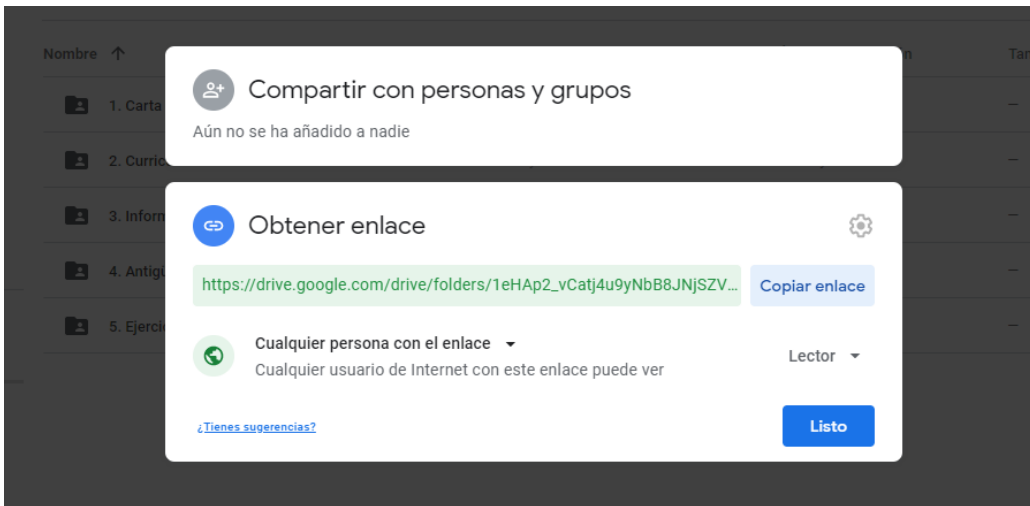 Nombre
1. Carta
2. Curric
3. Inform
4. Antigü
5. Ejercic
Compartir con personas y grupos
Aún no se ha añadido a nadie
Obtener enlace
https://drive.google.com/drive/folders/1eHAp2_vCatj4u9yNbB8JNjSZV...
Copiar enlace
Cualquier persona con el enlace
Cualquier usuario de Internet con este enlace puede ver
Lector
¿Tienes sugerencias?
Listo